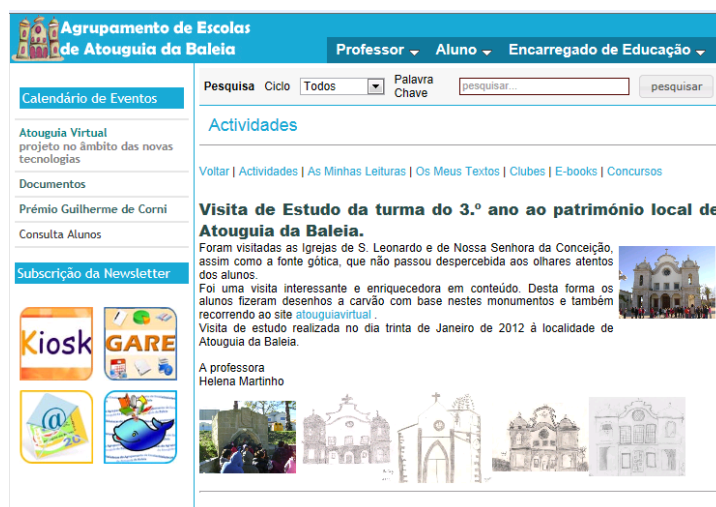 Agrupamento de Escolas
de Atouguia da Baleia
Professor Aluno Encarregado de Educação
Pesquisa Ciclo Todos Palavra Chave pesquisar... pesquisar
Calendário de Eventos
Atouguia Virtual
projeto no âmbito das novas
tecnologias
Documentos
Prémio Guilherme de Corni
Consulta Alunos
Subscrição da Newsletter
Kiosk
GARE
@
Actividades
Voltar | Actividades | As Minhas Leituras | Os Meus Textos | Clubes | E-books | Concursos
Visita de Estudo da turma do 3.º ano ao património local de
Atouguia da Baleia.
Foram visitadas as Igrejas de S. Leonardo e de Nossa Senhora da Conceição,
assim como a fonte gótica, que não passou despercebida aos olhares atentos
dos alunos.
Foi uma visita interessante e enriquecedora em conteúdo. Desta forma os
alunos fizeram desenhos a carvão com base nestes monumentos e também
recorrendo ao site atouguiavirtual .
Visita de estudo realizada no dia trinta de Janeiro de 2012 à localidade de
Atouguia da Baleia.
A professora
Helena Martinho